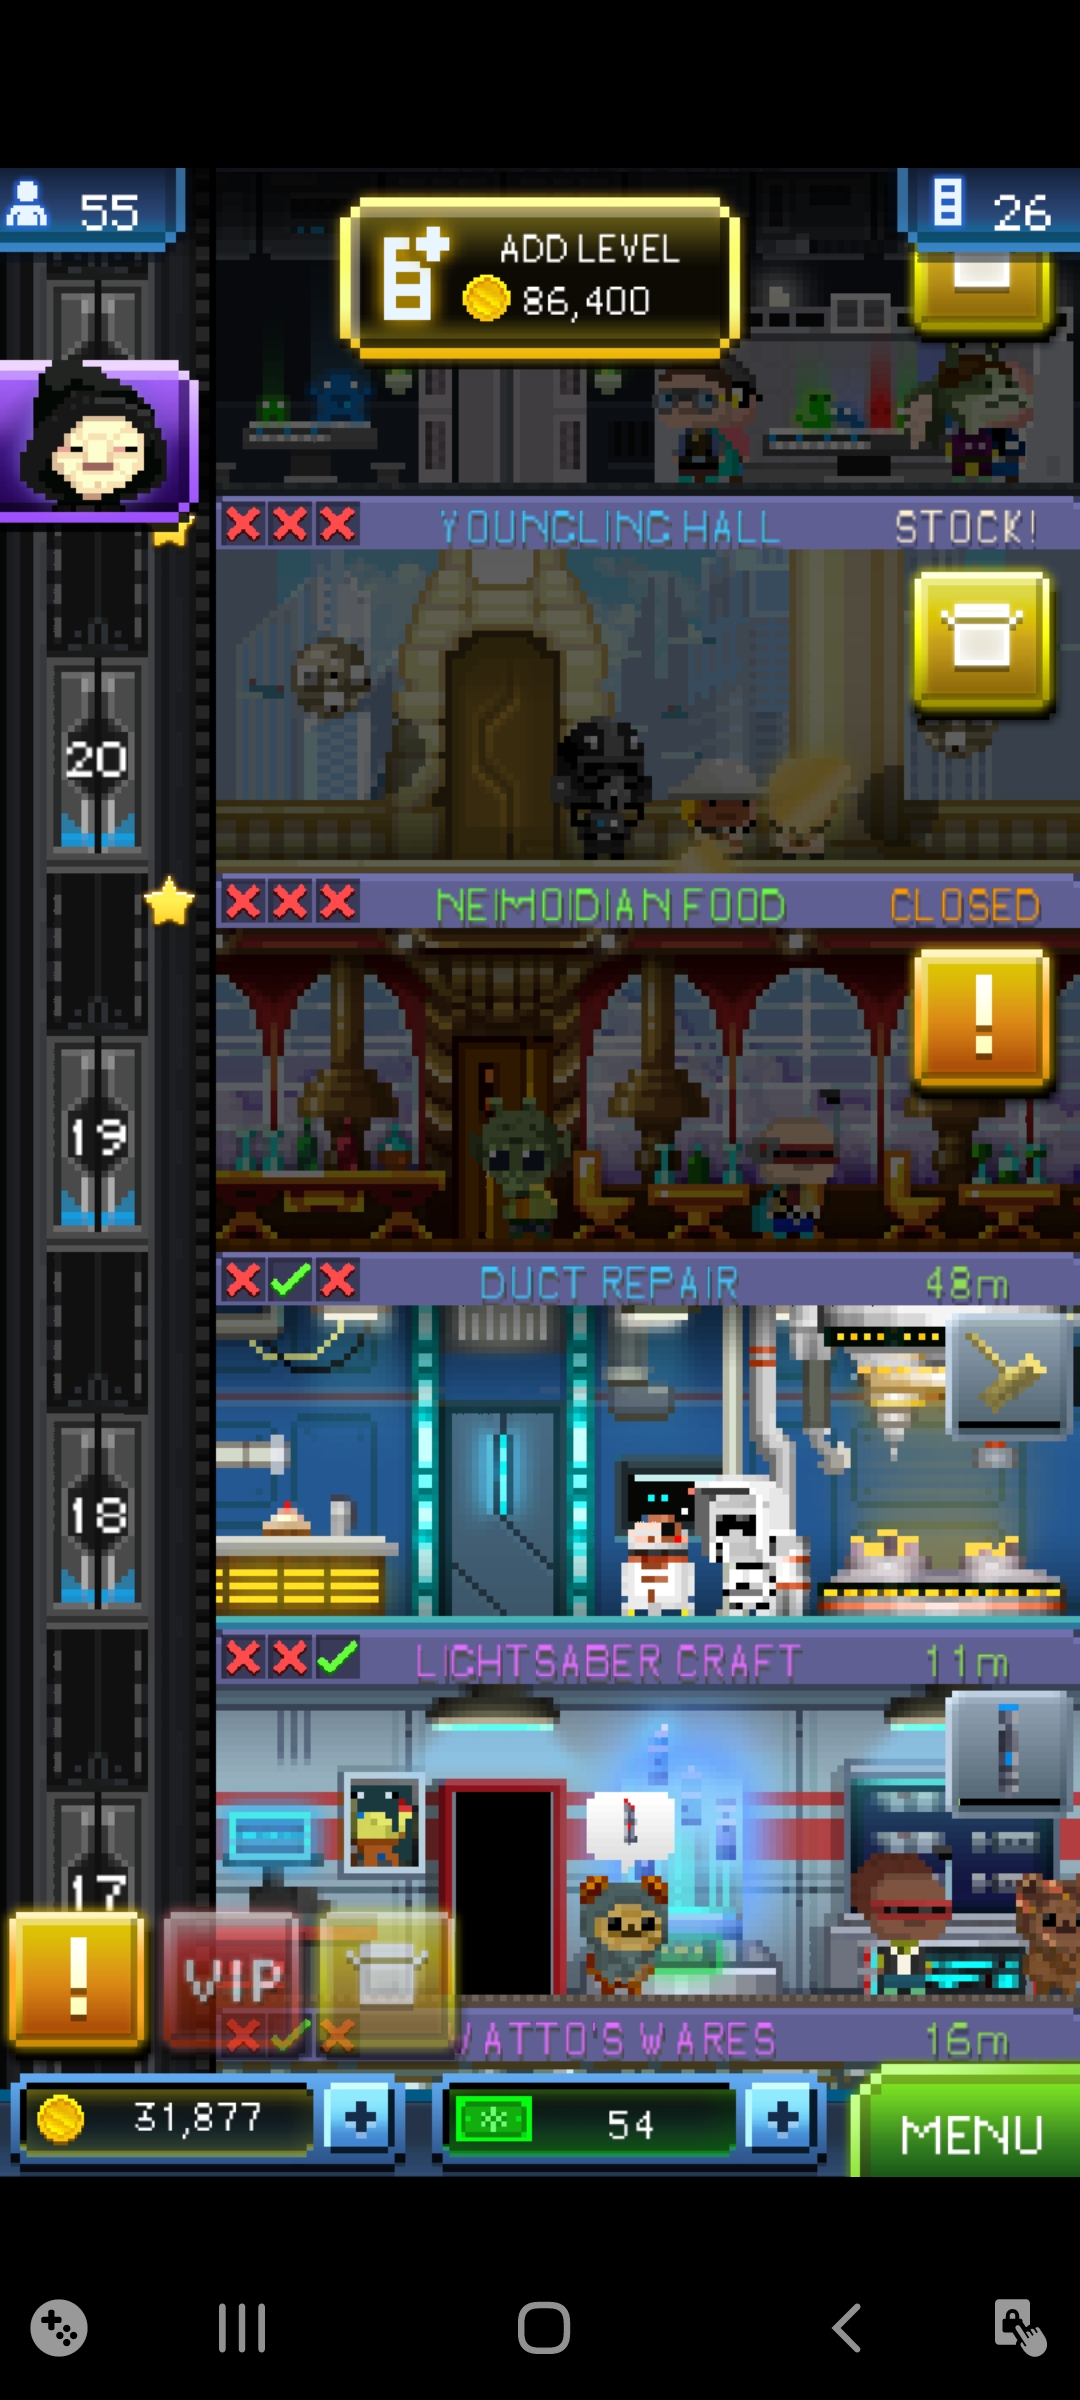 55
ADD LEVEL
86,400
26
YOUNGLING HALL
STOCK!
20
NEIMOIDIAN FOOD
CLOSED
!
19
DUCT REPAIR
48m
18
LIGHTSABER CRAFT
11m
17
!
VIP
WATTO'S WARES
16m
31,877
+
54
+
MENU